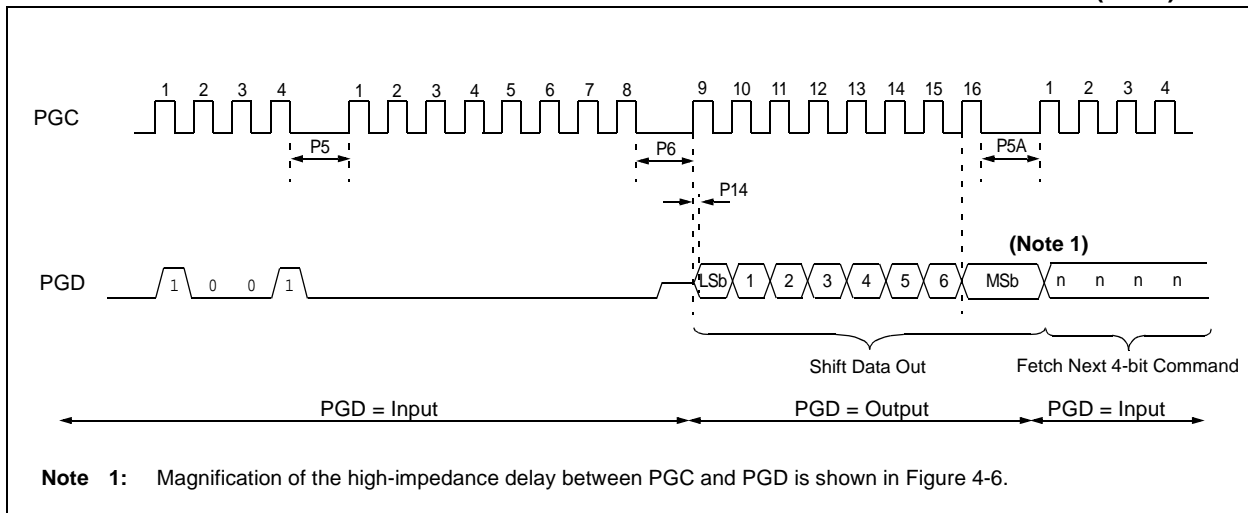 1 2 3 4 1 2 3 4 5 6 7 8 9 10 11 12 13 14 15 16 1 2 3 4
PGC
P5 P6 P5A
P14
(Note 1)
PGD 1 0 0 1 LSb 1 2 3 4 5 6 MSb n n n n
Shift Data Out Fetch Next 4-bit Command
PGD = Input PGD = Output PGD = Input
Note 1: Magnification of the high-impedance delay between PGC and PGD is shown in Figure 4-6.